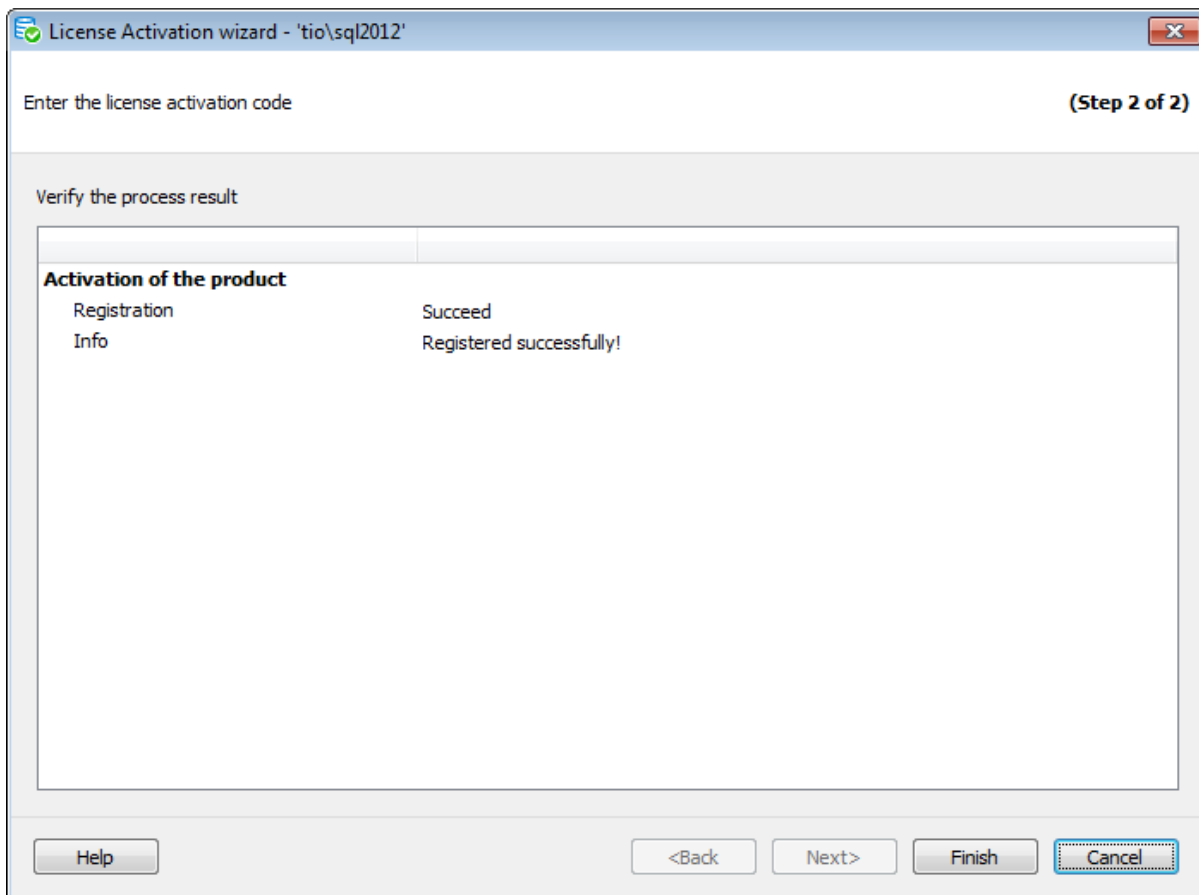 License Activation wizard - 'tio\sql2012'
Enter the license activation code
(Step 2 of 2)
Verify the process result
Activation of the product
Registration Succeed
Info Registered successfully!
Help <Back Next> Finish Cancel